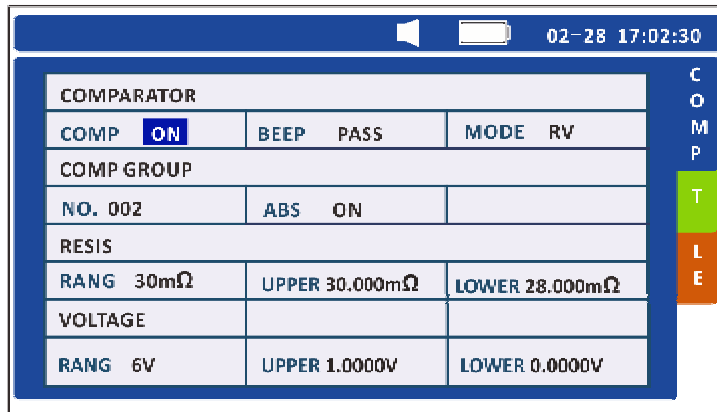 02-28 17:02:30
COMPARATOR
COMP ON BEEP PASS MODE RV
COMP GROUP
NO. 002 ABS ON
RESIS
RANG 30mΩ UPPER 30.000mΩ LOWER 28.000mΩ
VOLTAGE
RANG 6V UPPER 1.0000V LOWER 0.0000V
C
O
M
P
T
L
E